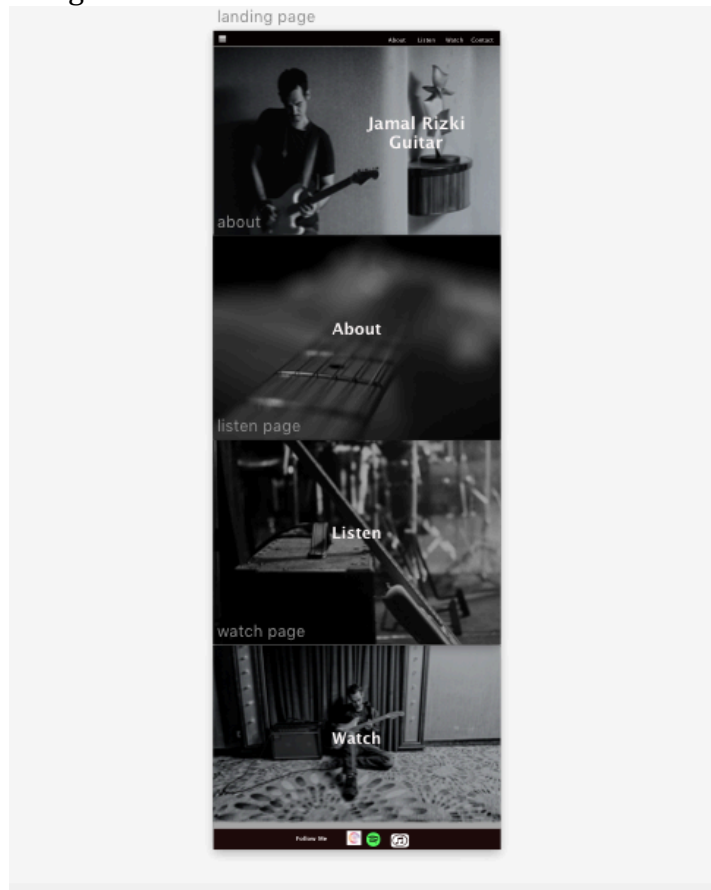 landing page
About Listen Watch Contact
Jamal Rizki
Guitar
about
About
listen page
Listen
watch page
Watch
Follow Me